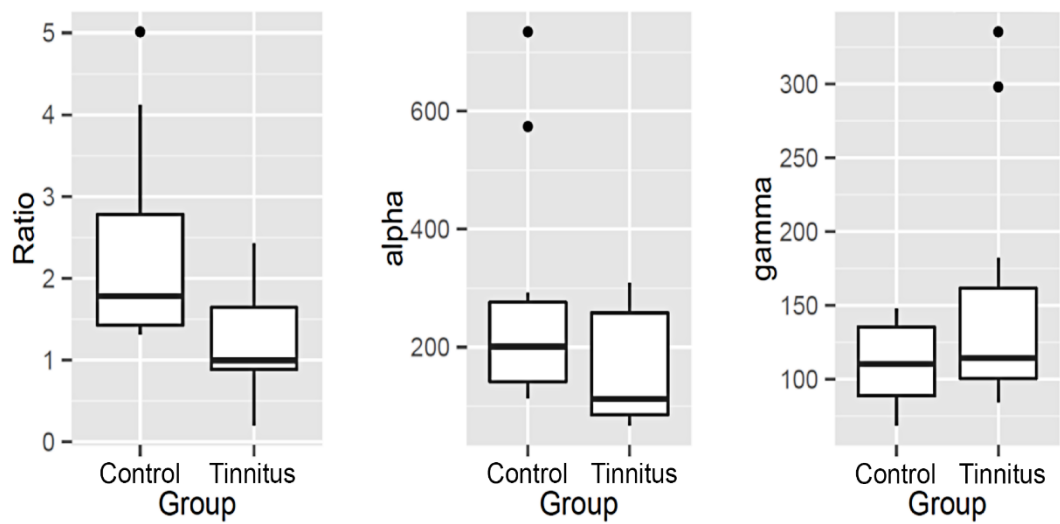 Ratio
5
4
3
2
1
0
Control Tinnitus
Group
alpha
600
400
200
Control Tinnitus
Group
gamma
300
250
200
150
100
Control Tinnitus
Group